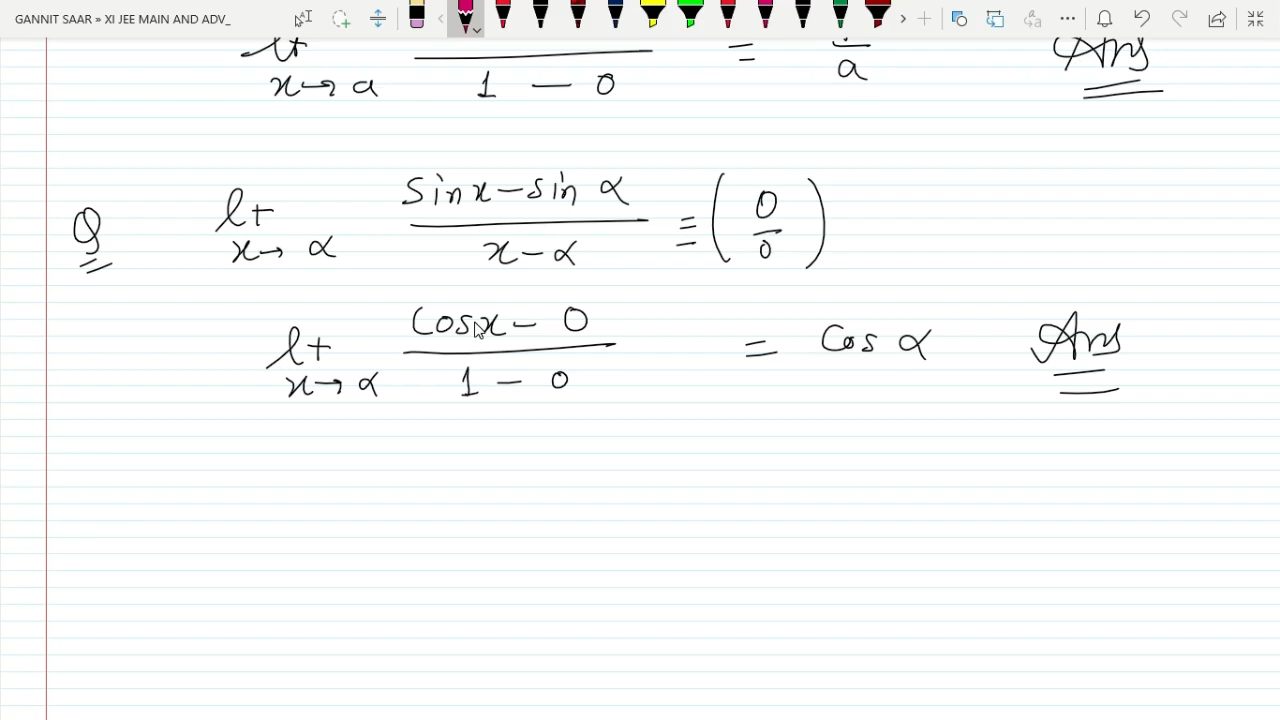 GANNIT SAAR » XI JEE MAIN AND ADV_
lt
x→a
1 - 0
=
a
Ans
Q
lt
x→α
sinx-sin α
x-α
≡
(0/0)
lt
x→α
Cosx - 0
1 - 0
= Cos α
Ans